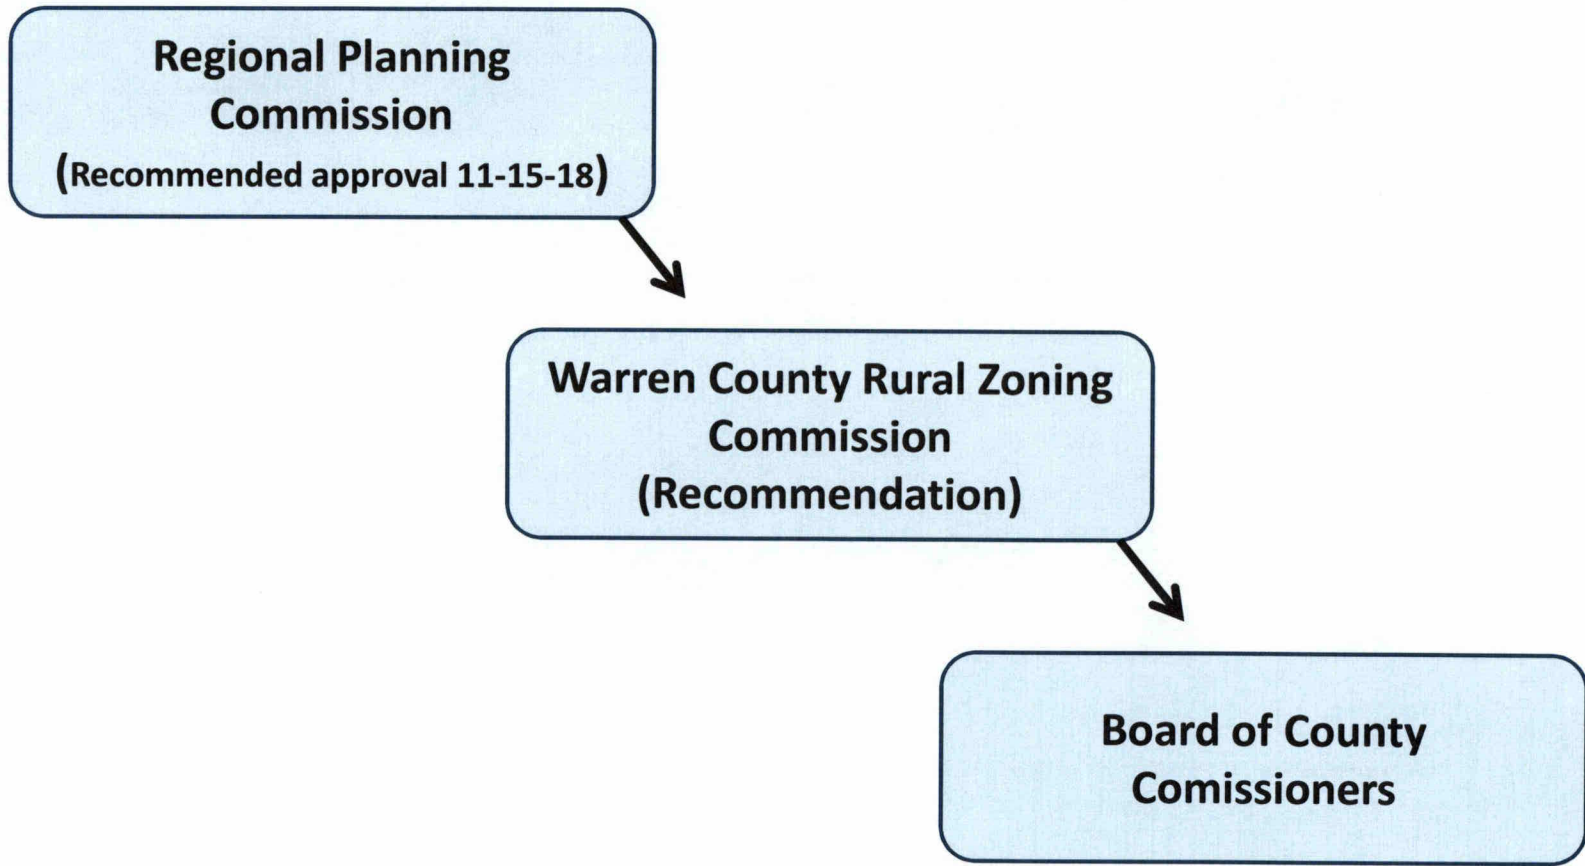 Regional Planning
Commission
(Recommended approval 11-15-18)
Warren County Rural Zoning
Commission
(Recommendation)
Board of County
Comissioners